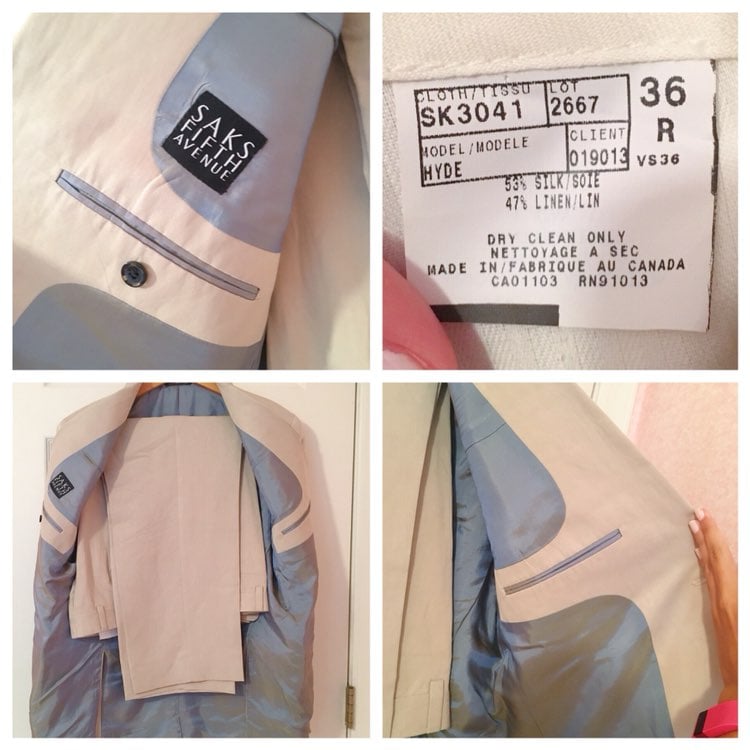 SAKS
FIFTH
AVENUE
CLOTH/TISSU
SK3041
LOT
2667
36
R
VS36
MODEL/MODELE
HYDE
CLIENT
019013
53% SILK/SOIE
47% LINEN/LIN
DRY CLEAN ONLY
NETTOYAGE A SEC
MADE IN/FABRIQUE AU CANADA
CA01103 RN91013
SAKS
FIFTH
AVENUE